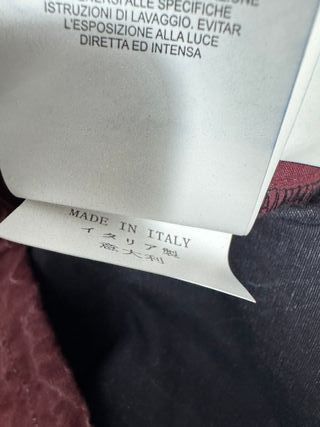 ALLE SPECIFICHE
ISTRUZIONI DI LAVAGGIO. EVITARE
L'ESPOSIZIONE ALLA LUCE
DIRETTA ED INTENSA
MADE IN ITALY
イタリア製
意大利